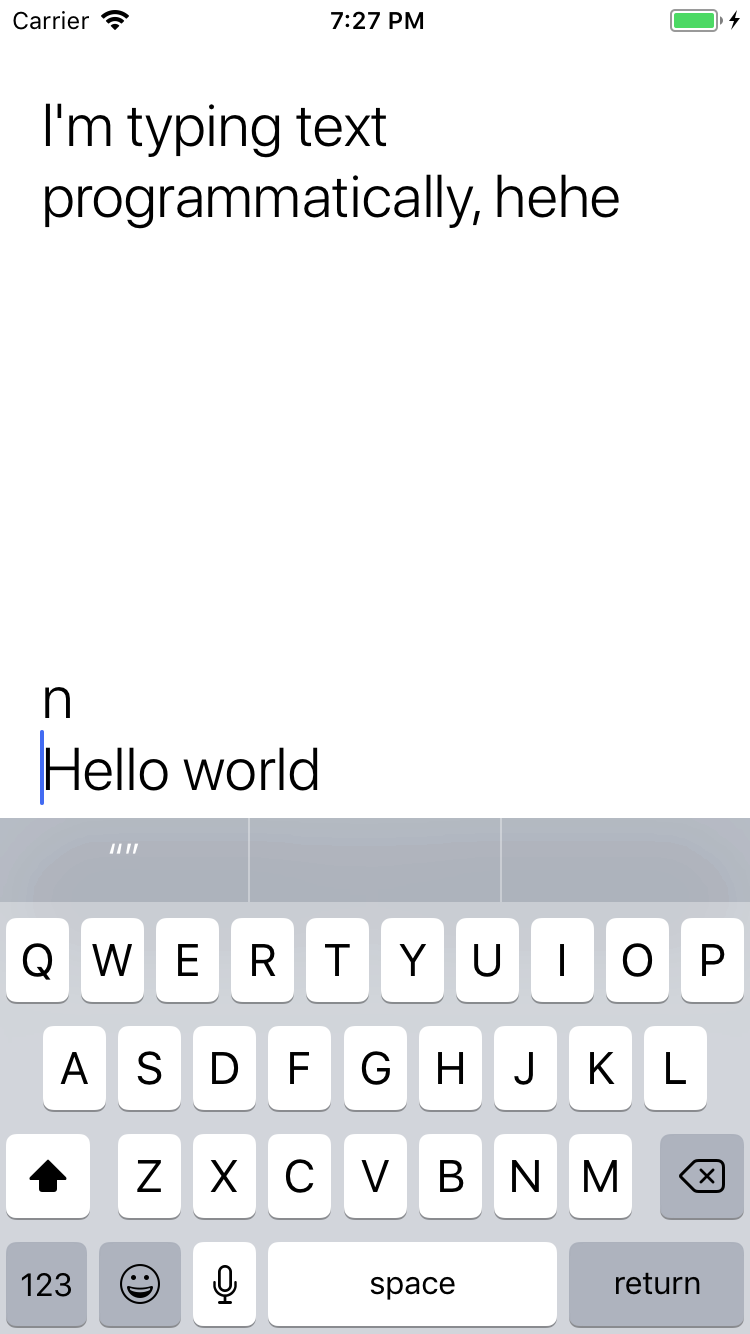 Carrier 7:27 PM
I'm typing text
programmatically, hehe
n
Hello world
“”
Q W E R T Y U I O P
A S D F G H J K L
Z X C V B N M
123 space return